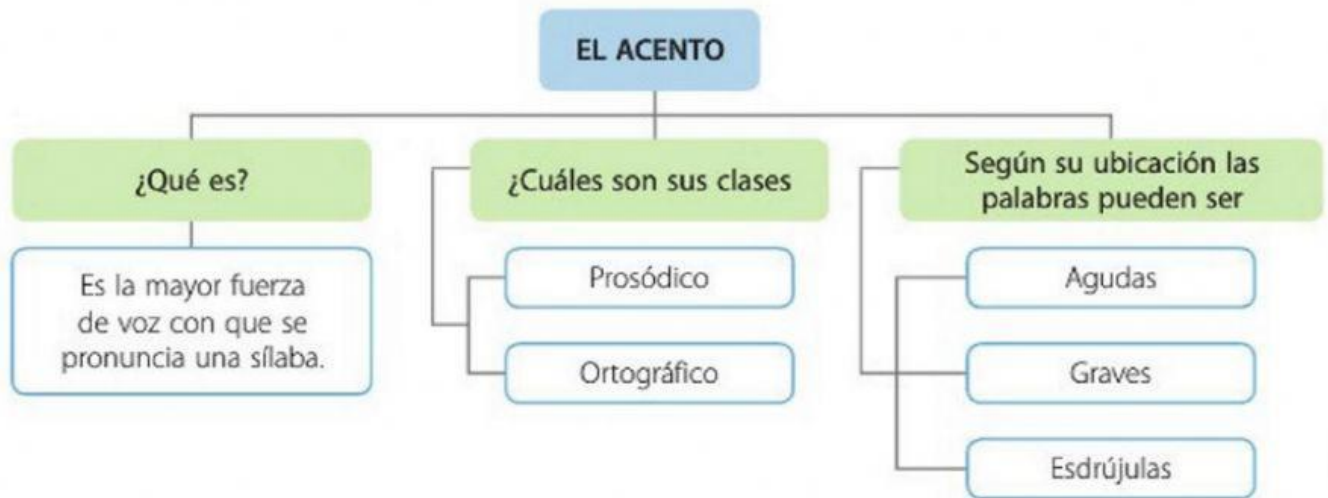 EL ACENTO
¿Qué es?
Es la mayor fuerza
de voz con que se
pronuncia una sílaba.
¿Cuáles son sus clases
Prosódico
Ortográfico
Según su ubicación las
palabras pueden ser
Agudas
Graves
Esdrújulas